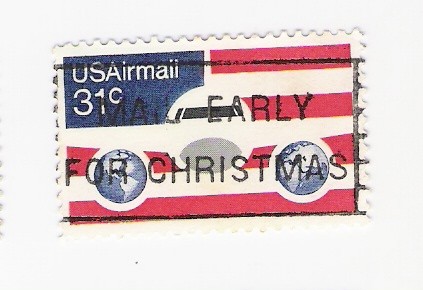 USAirmail
31c
MAIL EARLY
FOR CHRISTMAS